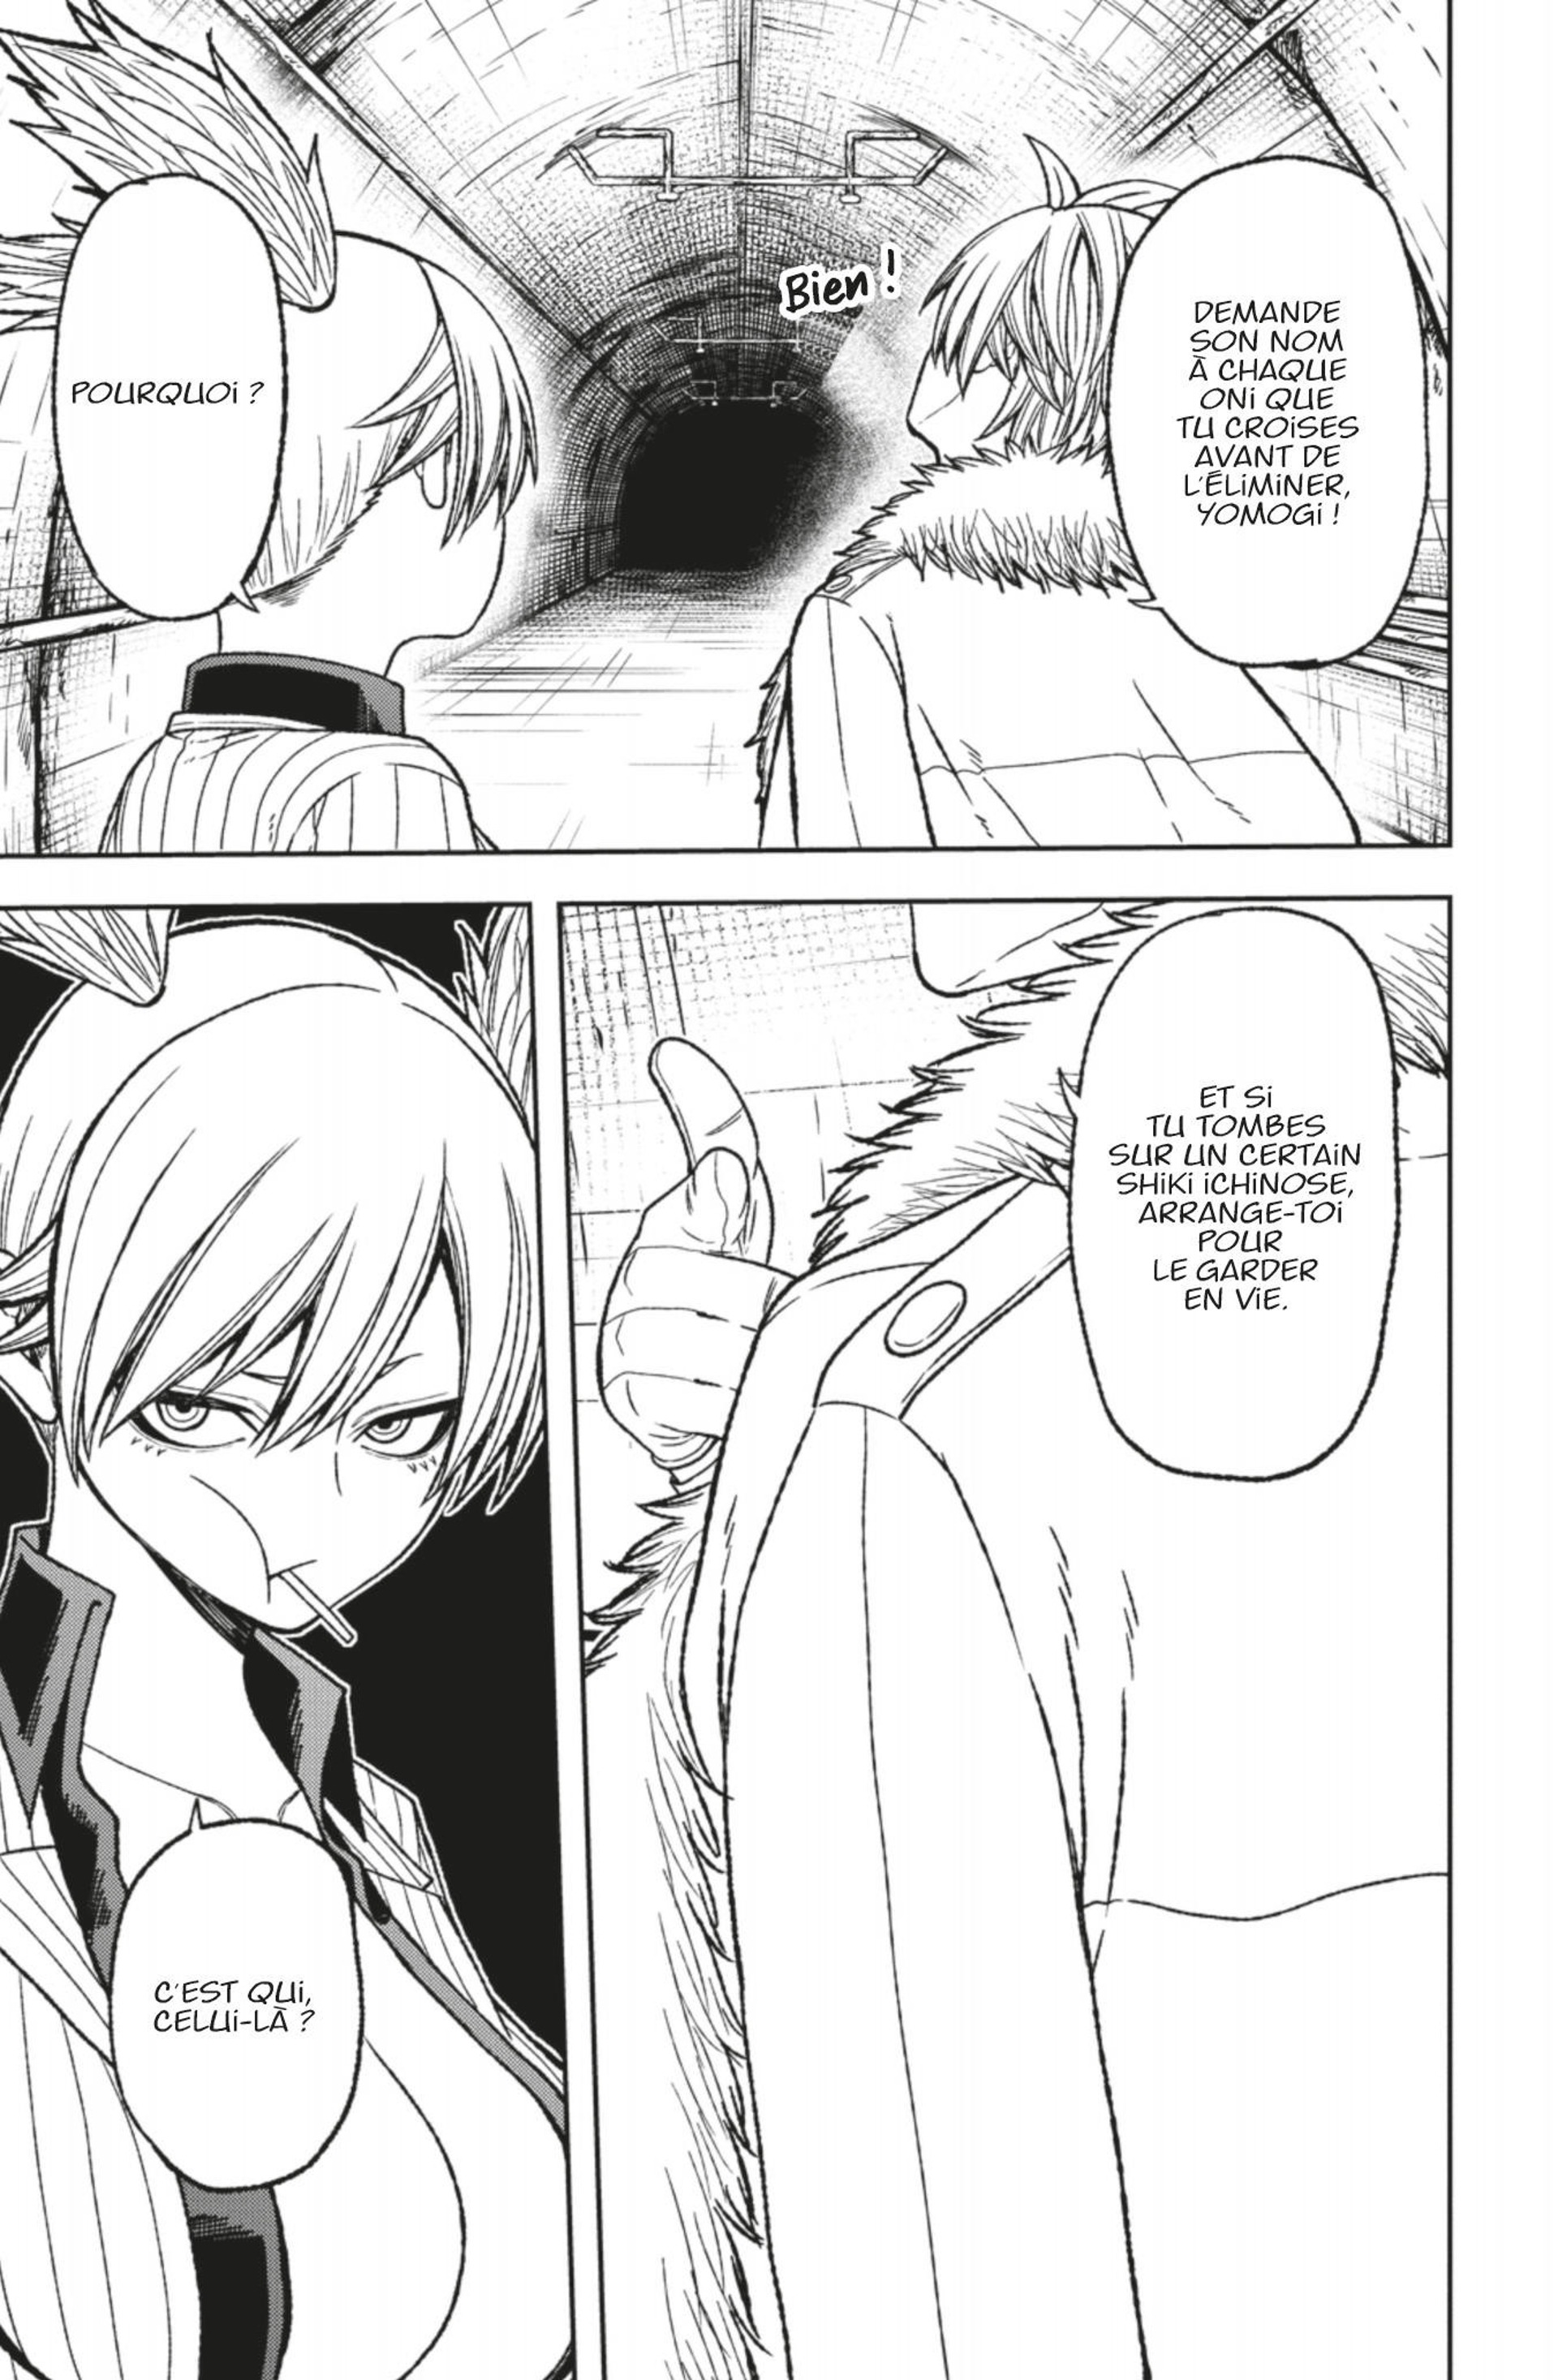 Bien !
DEMANDE
SON NOM
À CHAQUE
ONI QUE
TU CROISES
AVANT DE
L'ÉLIMINER,
YOMOGI !
POURQUOI ?
ET SI
TU TOMBES
SUR UN CERTAIN
SHIKI ICHINOSE,
ARRANGE-TOI
POUR
LE GARDER
EN VIE.
C'EST QUI,
CELUI-LÀ ?